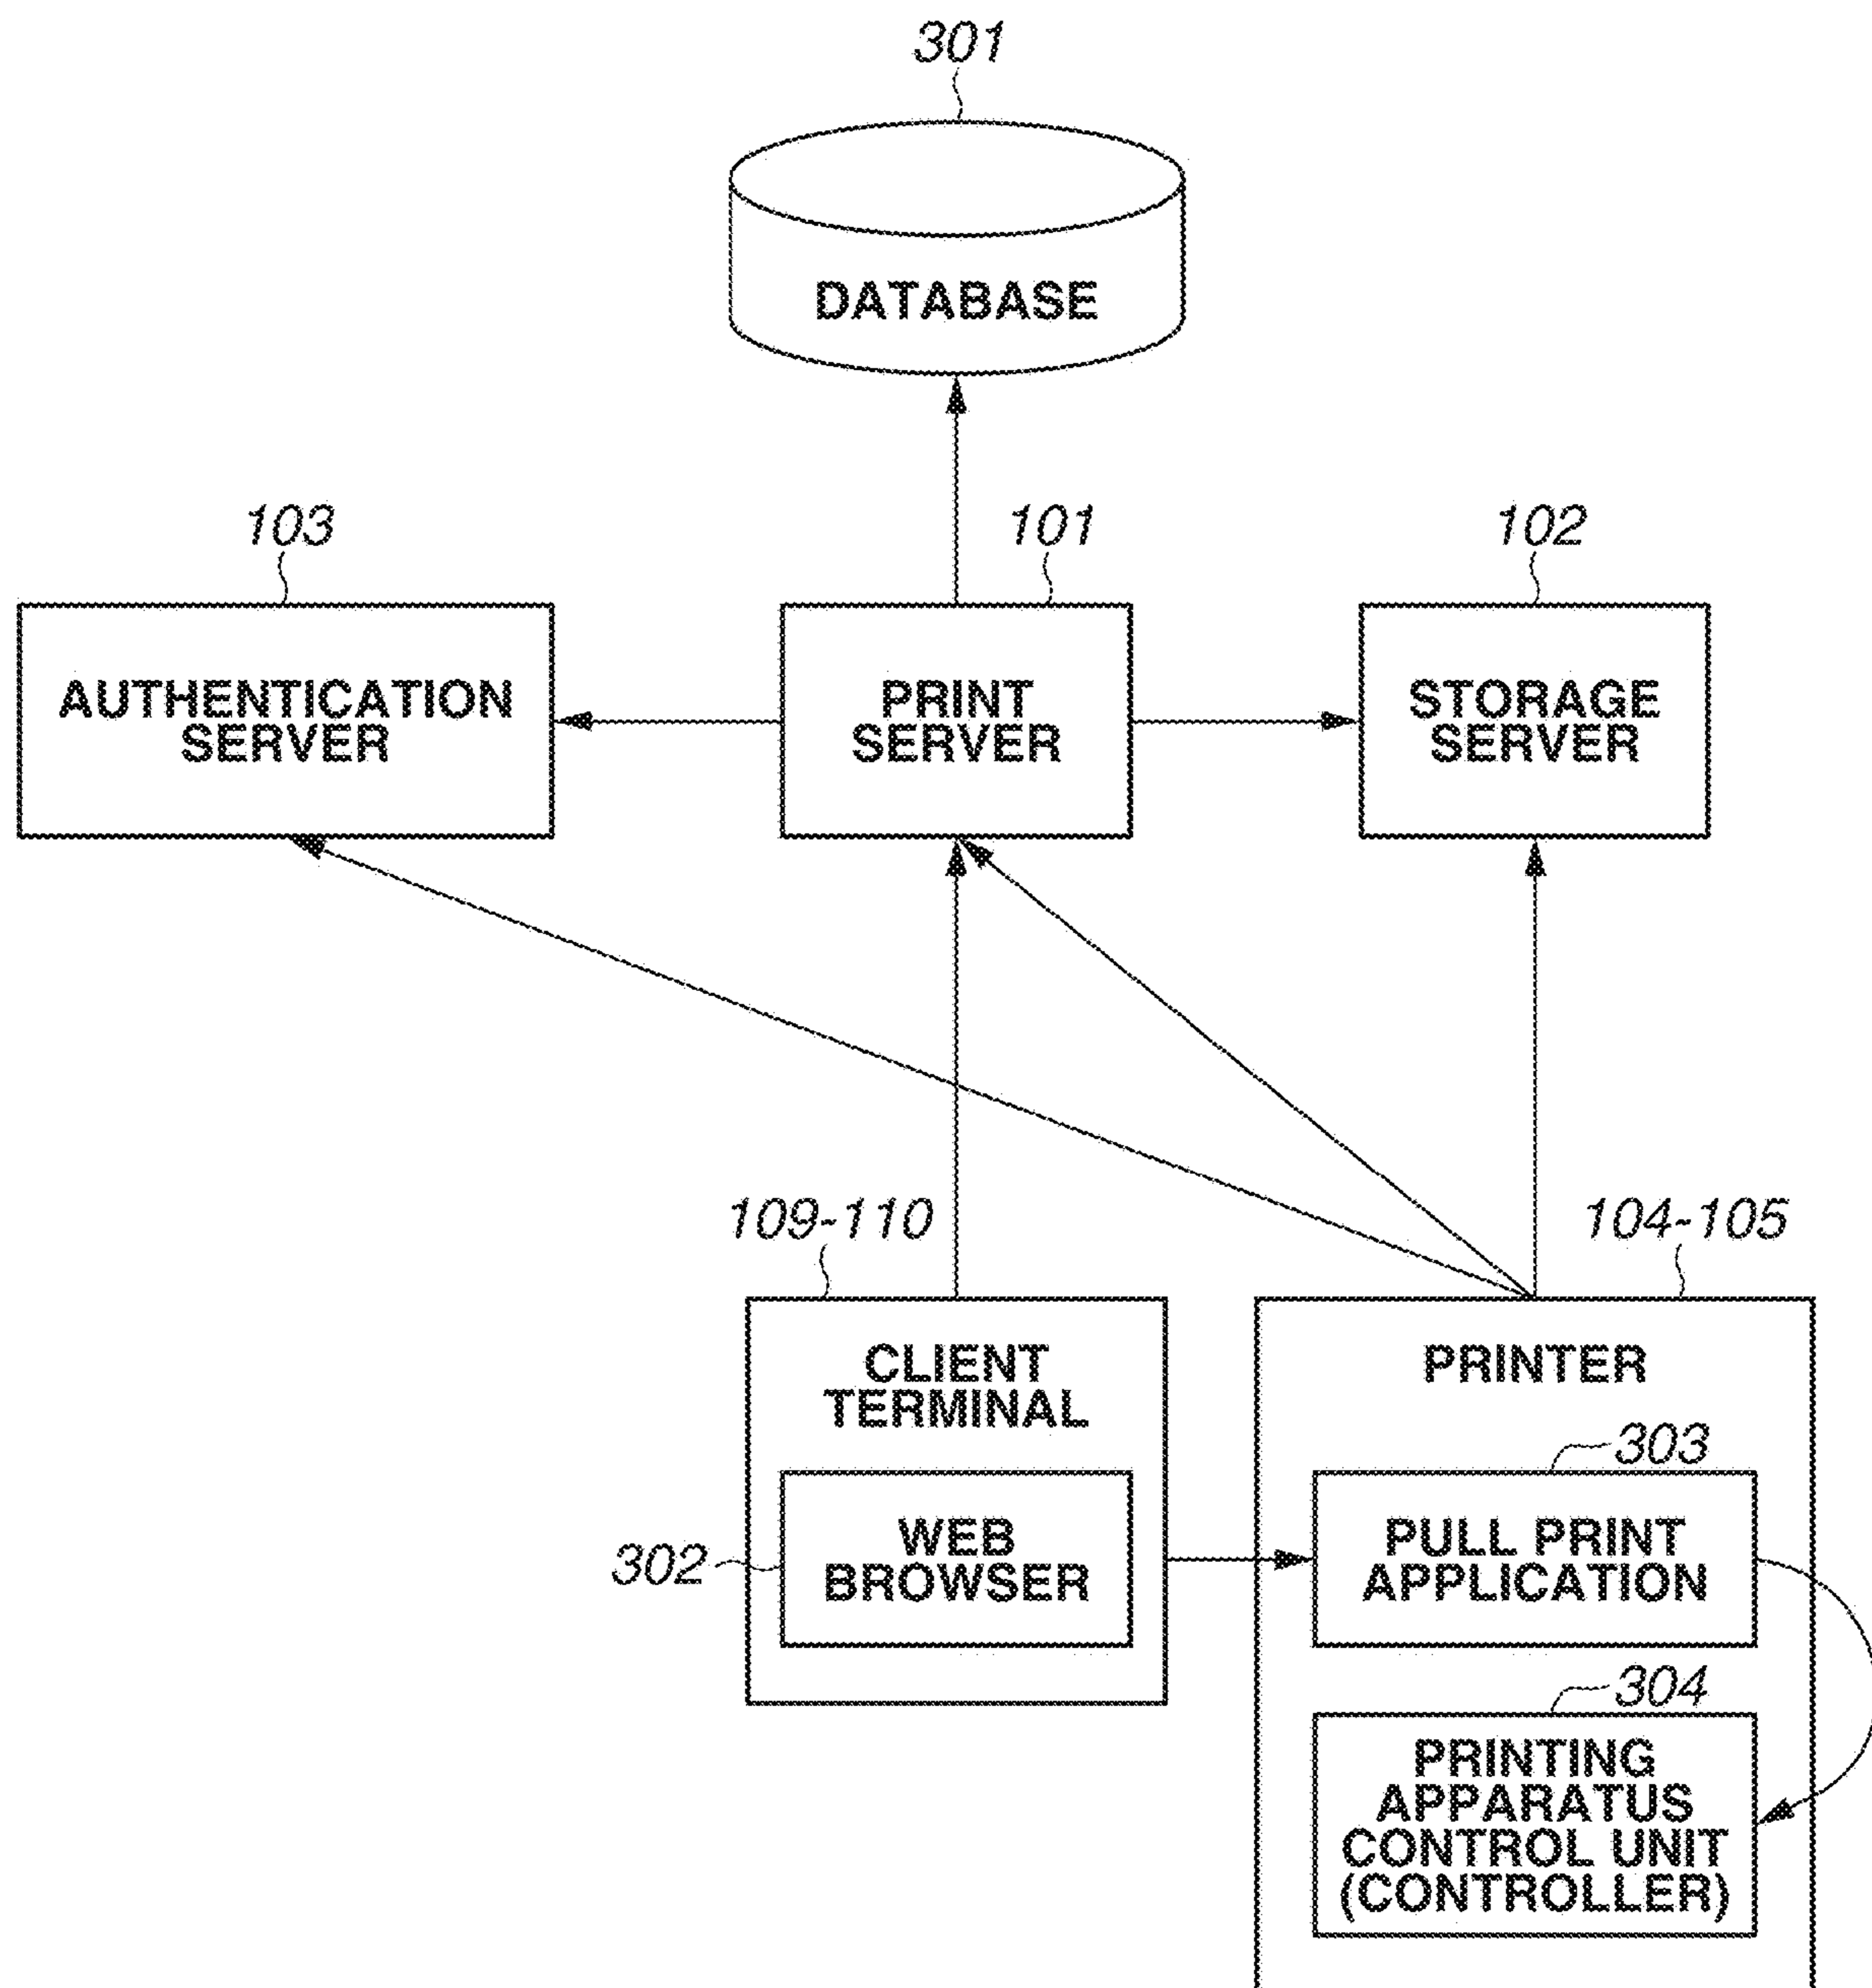 301
DATABASE
103
101
102
AUTHENTICATION
SERVER
PRINT
SERVER
STORAGE
SERVER
109-110
104-105
CLIENT
TERMINAL
PRINTER
303
302
WEB
BROWSER
PULL PRINT
APPLICATION
304
PRINTING
APPARATUS
CONTROL UNIT
(CONTROLLER)